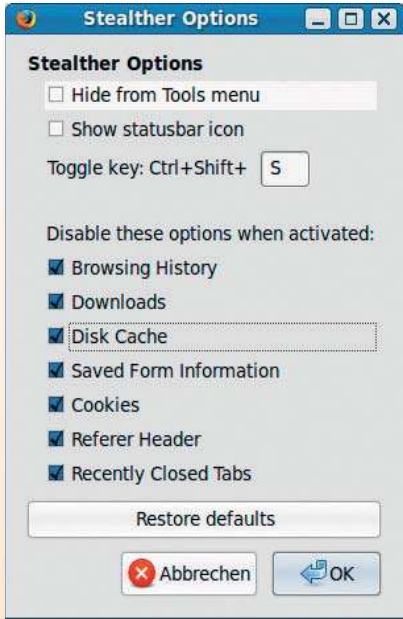 Stealther Options
Stealther Options
Hide from Tools menu
Show statusbar icon
Toggle key: Ctrl+Shift+ S
Disable these options when activated:
Browsing History
Downloads
Disk Cache
Saved Form Information
Cookies
Referer Header
Recently Closed Tabs
Restore defaults
Abbrechen OK